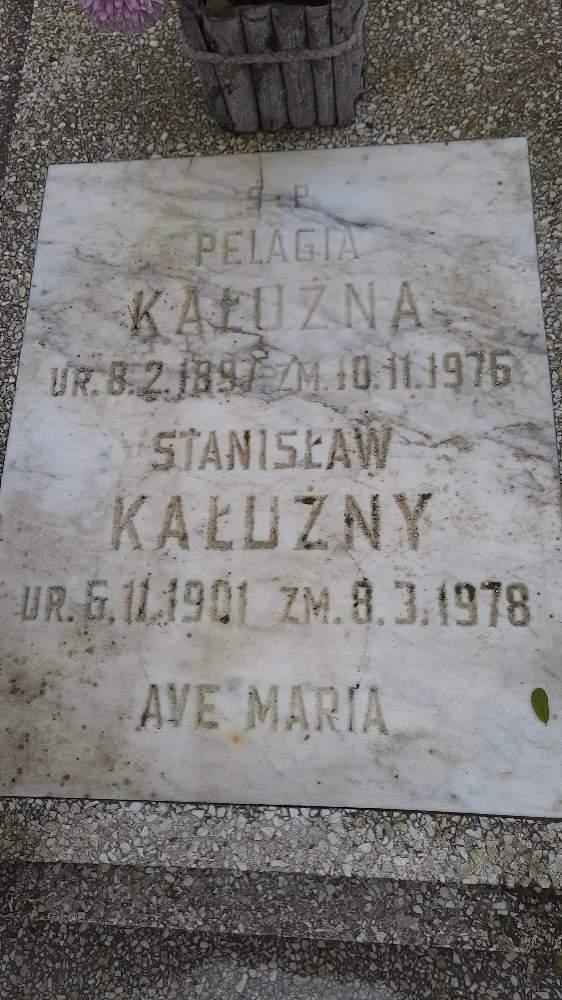 Ś P
PELAGIA
KAŁUŻNA
UR. 8.2.1897 ZM. 10.11.1976
STANISŁAW
KAŁUŻNY
UR. 6.11.1901 ZM. 8.3.1978
AVE MARIA